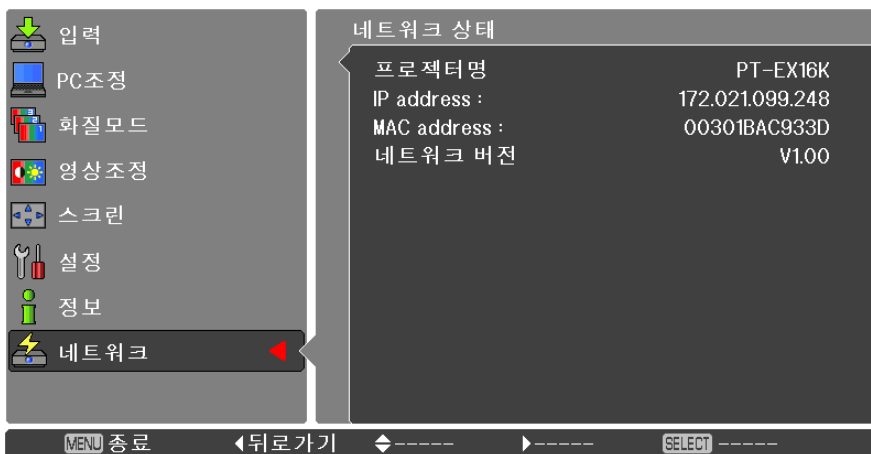 입력
PC조정
화질모드
영상조정
스크린
설정
정보
네트워크
네트워크 상태
프로젝터명 PT-EX16K
IP address : 172.021.099.248
MAC address : 00301BAC933D
네트워크 버전 V1.00
MENU 종료 뒤로가기 ----- ----- SELECT -----